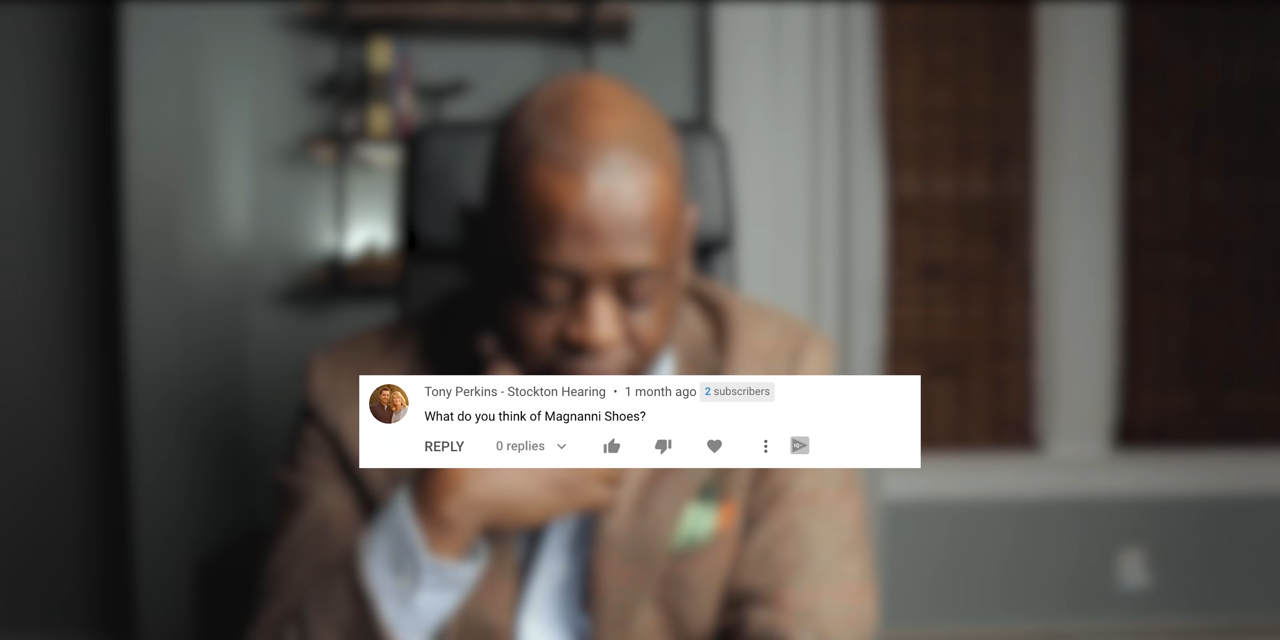 Tony Perkins - Stockton Hearing • 1 month ago 2 subscribers
What do you think of Magnanni Shoes?
REPLY 0 replies